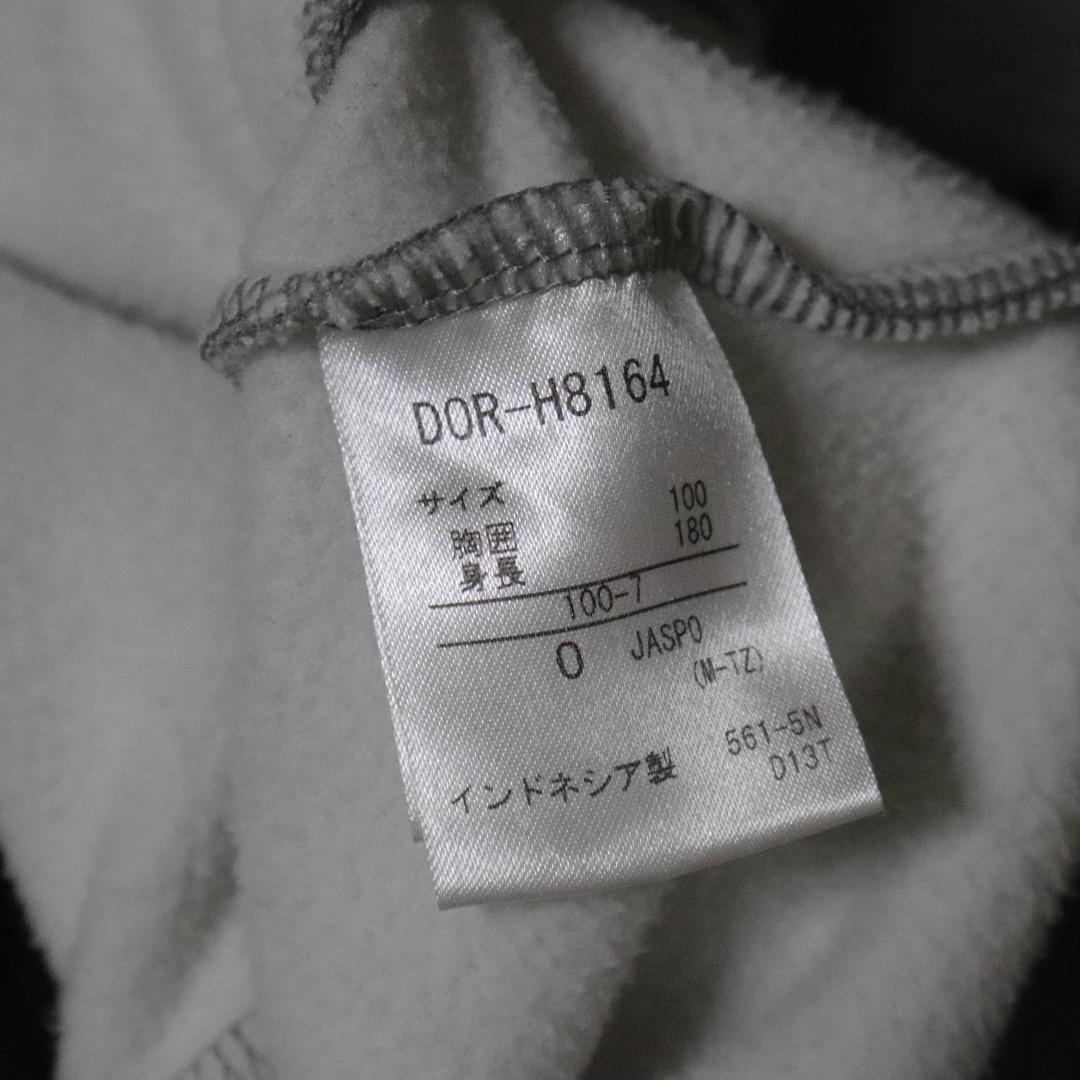 DOR-H8164
サイズ
胸囲 100
身長 180
100-7
O JASPO
(M-TZ)
561-5N
インドネシア製 D13T